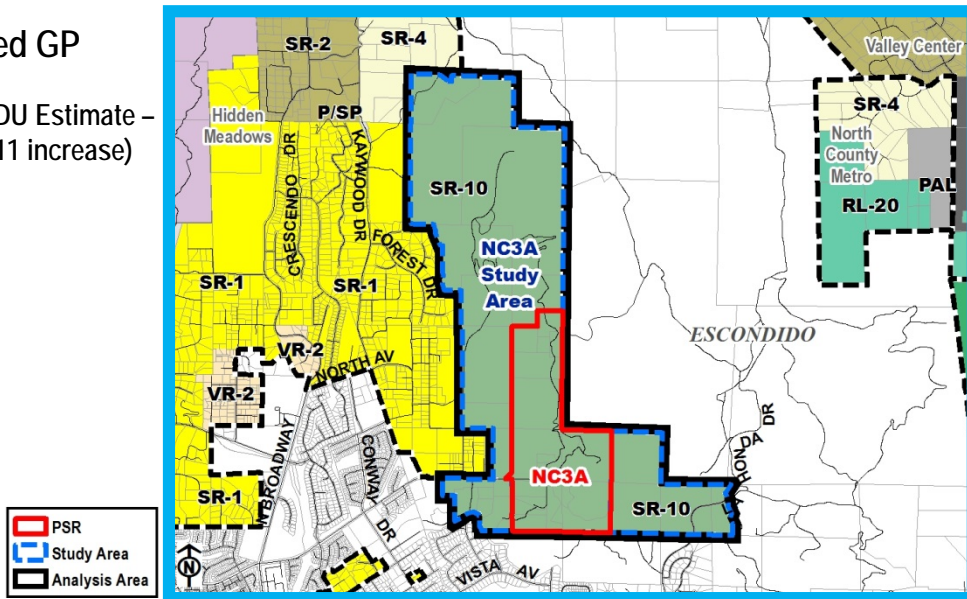 ed GP
DU Estimate –
11 increase)
SR-2
SR-4
Valley Center
SR-4
Hidden
Meadows
P/SP
CRESCENDO DR
KAYWOOD DR
FOREST DR
SR-10
NC3A
Study
Area
North
County
Metro
PAL
RL-20
SR-1
SR-1
ESCONDIDO
VR-2
NORTH AV
VR-2
N BROADWAY
CONWAY
DR
SR-1
NC3A
SR-10
DR
VISTA AV
N
PSR
Study Area
Analysis Area